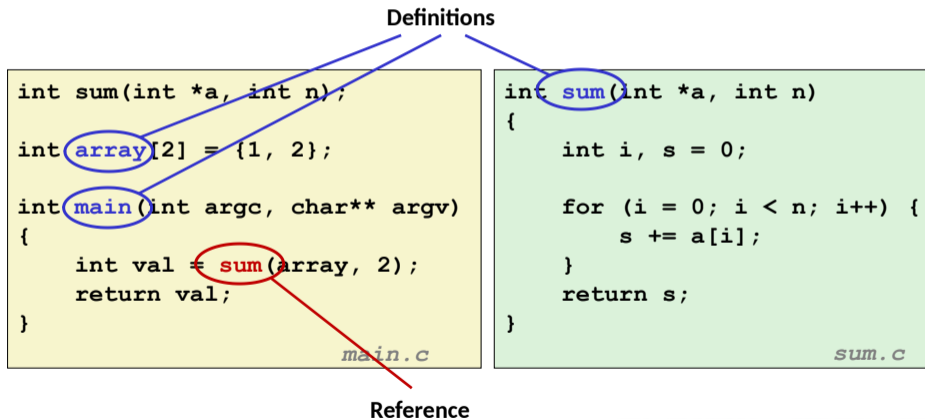 Definitions
int sum(int *a, int n);
int array[2] = {1, 2};
int main(int argc, char** argv)
{
    int val = sum(array, 2);
    return val;
}
main.c
int sum(int *a, int n)
{
    int i, s = 0;
    for (i = 0; i < n; i++) {
        s += a[i];
    }
    return s;
}
sum.c
Reference